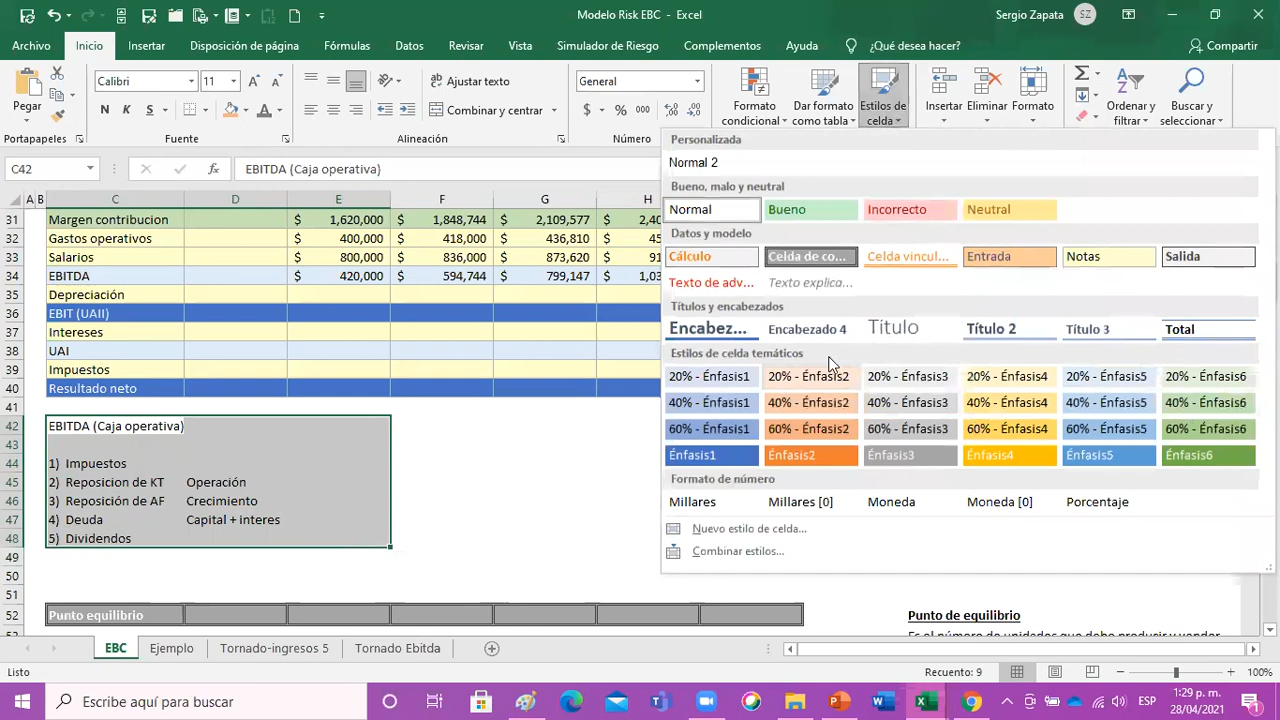 Modelo Risk EBC - Excel
Sergio Zapata SZ
Archivo Inicio Insertar Disposición de página Fórmulas Datos Revisar Vista Simulador de Riesgo Complementos Ayuda ¿Qué desea hacer? Compartir
Pegar
Calibri 11
N K S
Ajustar texto
Combinar y centrar
General
$ % 000
Formato condicional
Dar formato como tabla
Estilos de celda
Insertar Eliminar Formato
Ordenar y filtrar
Buscar y seleccionar
Portapapeles Fuente Alineación Número
C42 fx EBITDA (Caja operativa)
A B C D E F G H
31 Margen contribucion $ 1,620,000 $ 1,848,744 $ 2,109,577 $ 2,40
32 Gastos operativos $ 400,000 $ 418,000 $ 436,810 $ 45
33 Salarios $ 800,000 $ 836,000 $ 873,620 $ 91
34 EBITDA $ 420,000 $ 594,744 $ 799,147 $ 1,03
35 Depreciación
36 EBIT (UAII)
37 Intereses
38 UAI
39 Impuestos
40 Resultado neto
41
42 EBITDA (Caja operativa)
43
44 1) Impuestos
45 2) Reposicion de KT Operación
46 3) Reposición de AF Crecimiento
47 4) Deuda Capital + interes
48 5) Dividendos
49
50
51
52 Punto equilibrio Punto de equilibrio
Es el número de unidades que debo producir y vender
Personalizada
Normal 2
Bueno, malo y neutral
Normal Bueno Incorrecto Neutral
Datos y modelo
Cálculo Celda de co... Celda vincul... Entrada Notas Salida
Texto de adv... Texto explica...
Títulos y encabezados
Encabez... Encabezado 4 Título Título 2 Título 3 Total
Estilos de celda temáticos
20% - Énfasis1 20% - Énfasis2 20% - Énfasis3 20% - Énfasis4 20% - Énfasis5 20% - Énfasis6
40% - Énfasis1 40% - Énfasis2 40% - Énfasis3 40% - Énfasis4 40% - Énfasis5 40% - Énfasis6
60% - Énfasis1 60% - Énfasis2 60% - Énfasis3 60% - Énfasis4 60% - Énfasis5 60% - Énfasis6
Énfasis1 Énfasis2 Énfasis3 Énfasis4 Énfasis5 Énfasis6
Formato de número
Millares Millares [0] Moneda Moneda [0] Porcentaje
Nuevo estilo de celda...
Combinar estilos...
EBC Ejemplo Tornado-ingresos 5 Tornado Ebitda
Listo Recuento: 9 100%
Escribe aquí para buscar
ESP
1:29 p. m.
28/04/2021